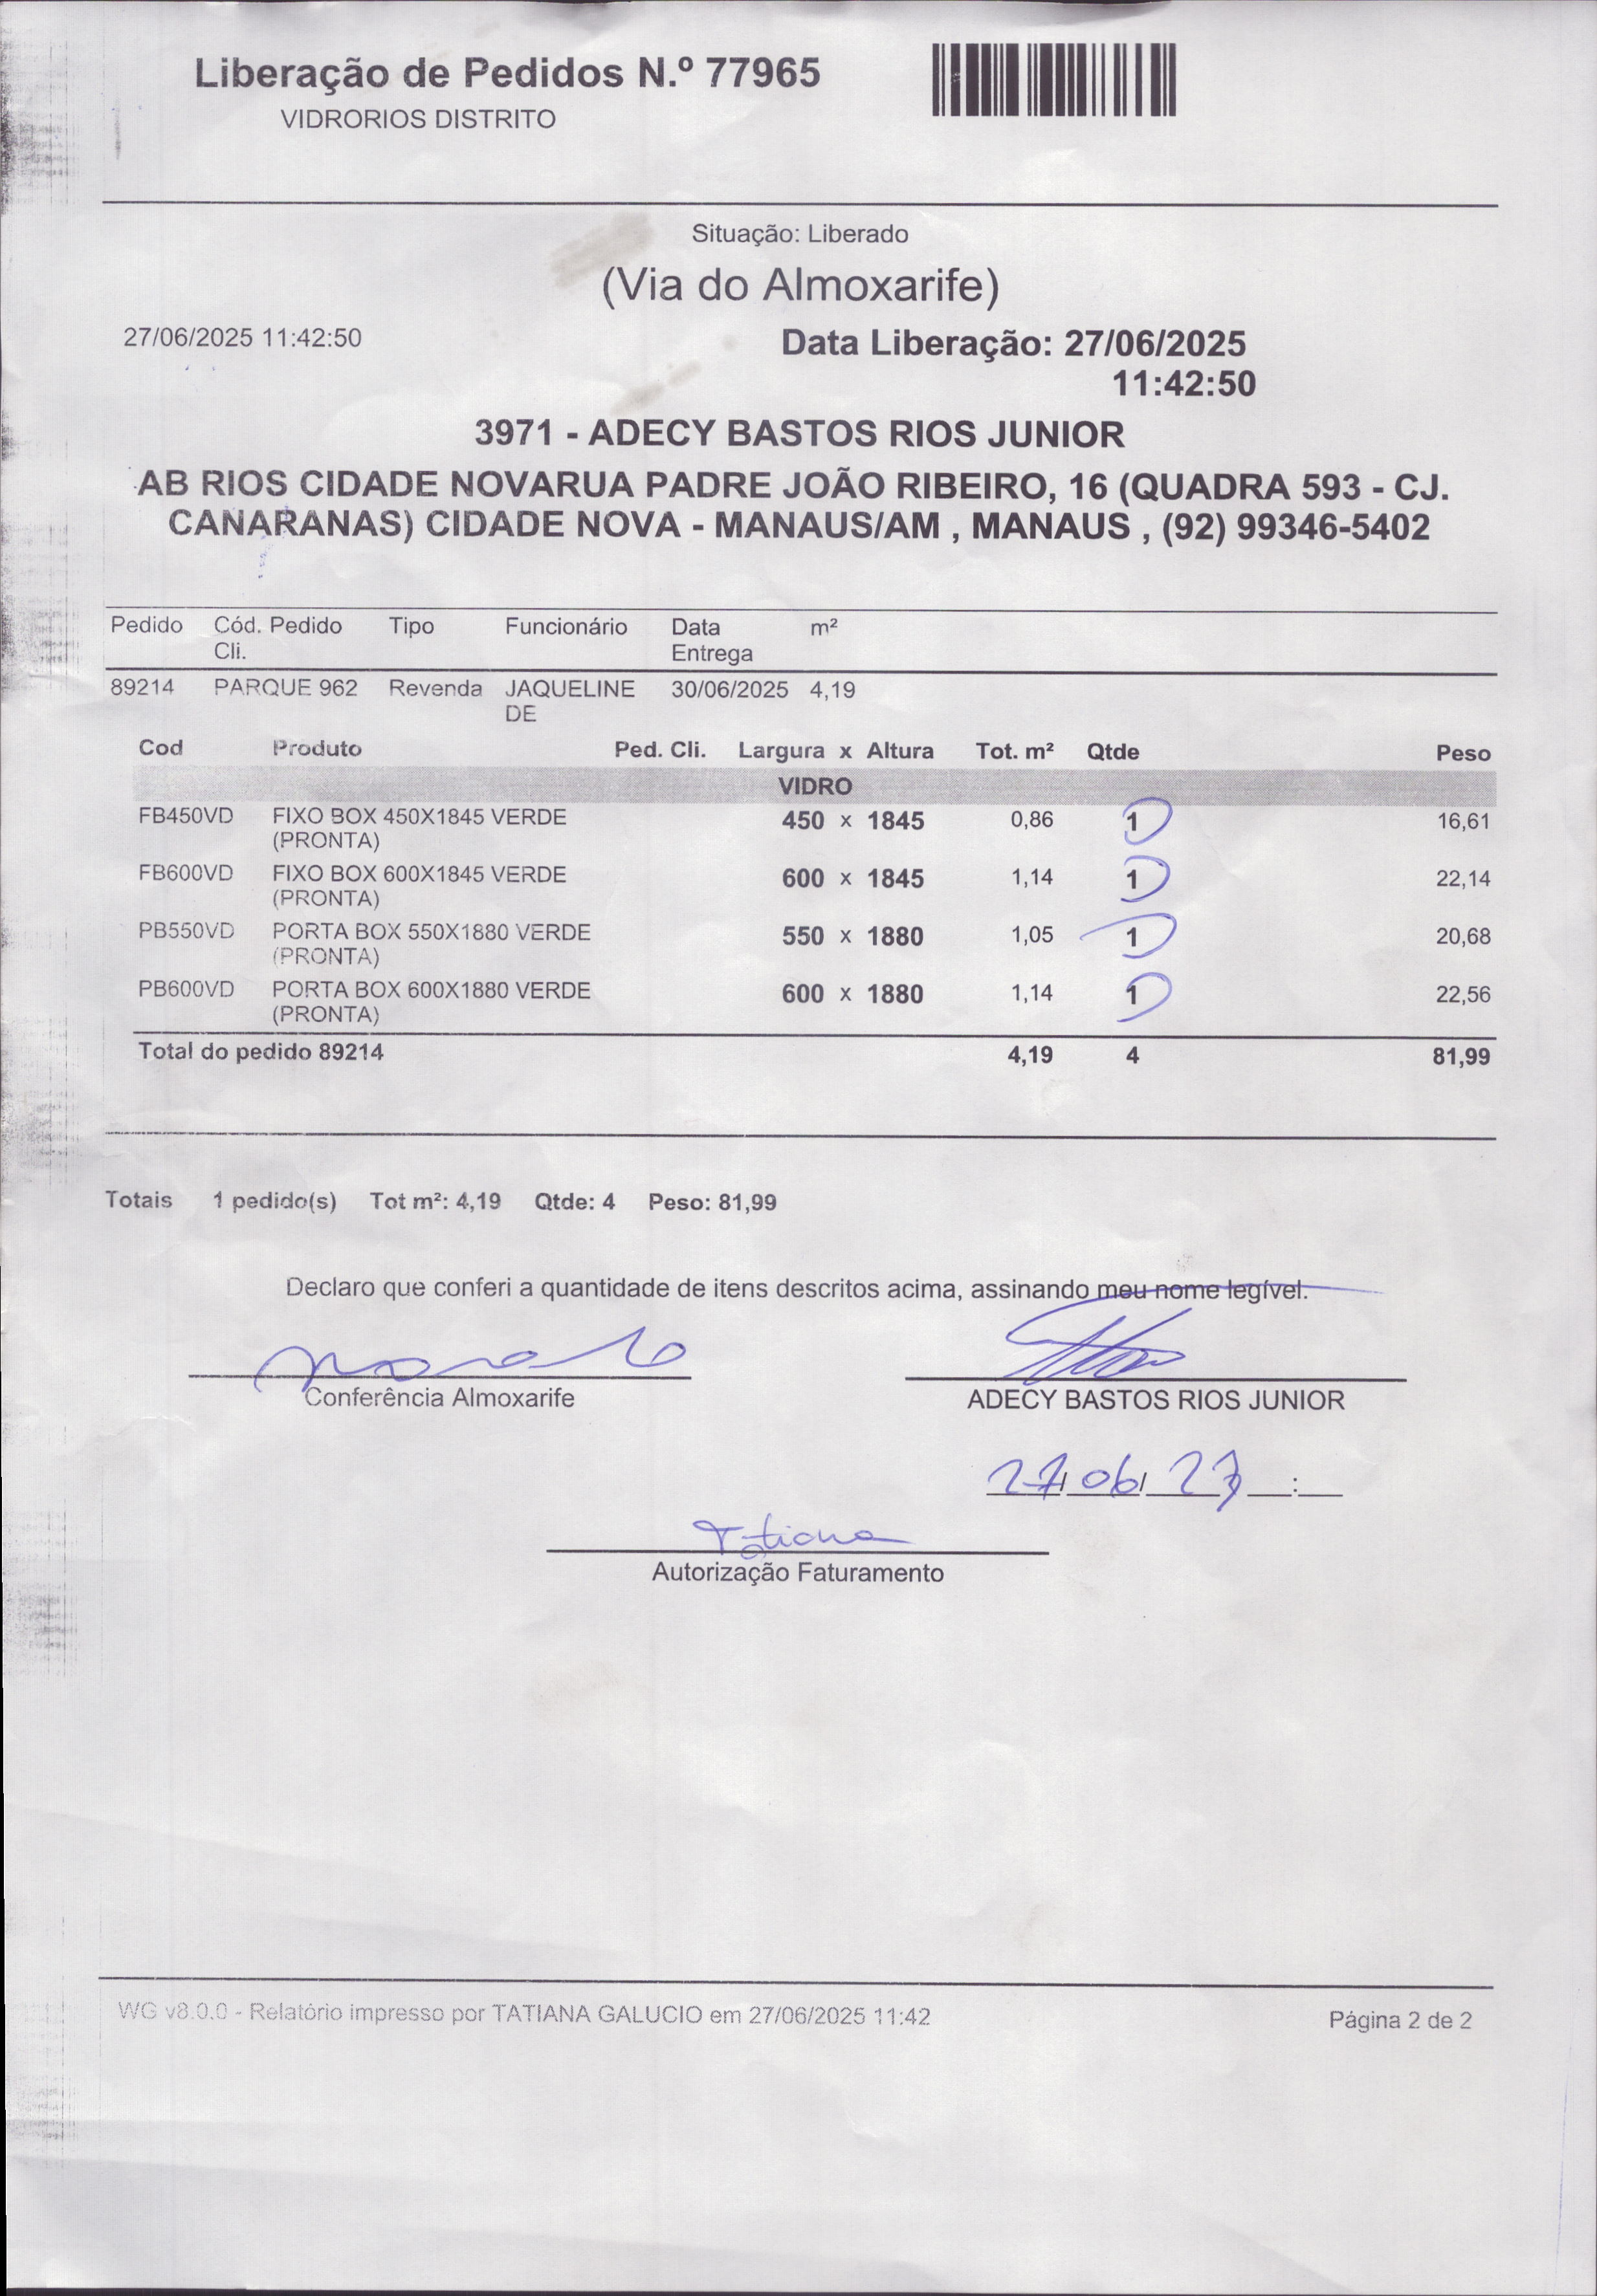 Liberação de Pedidos N.º 77965
VIDRORIOS DISTRITO
Situação: Liberado
(Via do Almoxarife)
27/06/2025 11:42:50 Data Liberação: 27/06/2025
11:42:50
3971 - ADECY BASTOS RIOS JUNIOR
AB RIOS CIDADE NOVARUA PADRE JOÃO RIBEIRO, 16 (QUADRA 593 - CJ.
CANARANAS) CIDADE NOVA - MANAUS/AM , MANAUS , (92) 99346-5402
Pedido Cód. Pedido Tipo Funcionário Data m²
Cli. Entrega
89214 PARQUE 962 Revenda JAQUELINE 30/06/2025 4,19
DE
Cod Produto Ped. Cli. Largura x Altura Tot. m² Qtde Peso
VIDRO
FB450VD FIXO BOX 450X1845 VERDE 450 x 1845 0,86 1 16,61
(PRONTA)
FB600VD FIXO BOX 600X1845 VERDE 600 x 1845 1,14 1 22,14
(PRONTA)
PB550VD PORTA BOX 550X1880 VERDE 550 x 1880 1,05 1 20,68
(PRONTA)
PB600VD PORTA BOX 600X1880 VERDE 600 x 1880 1,14 1 22,56
(PRONTA)
Total do pedido 89214 4,19 4 81,99
Totais 1 pedido(s) Tot m²: 4,19 Qtde: 4 Peso: 81,99
Declaro que conferi a quantidade de itens descritos acima, assinando meu nome legível.
Conferência Almoxarife ADECY BASTOS RIOS JUNIOR
27/06/27 :
Tatiana
Autorização Faturamento
WG v8.0.0 - Relatório impresso por TATIANA GALUCIO em 27/06/2025 11:42 Página 2 de 2